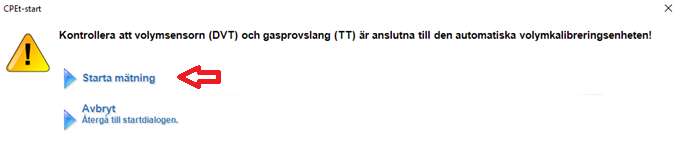 CPEt-start
Kontrollera att volymsensorn (DVT) och gasprovslang (TT) är anslutna till den automatiska volymkalibreringsenheten!
Starta mätning
Avbryt
Återgå till startdialogen.